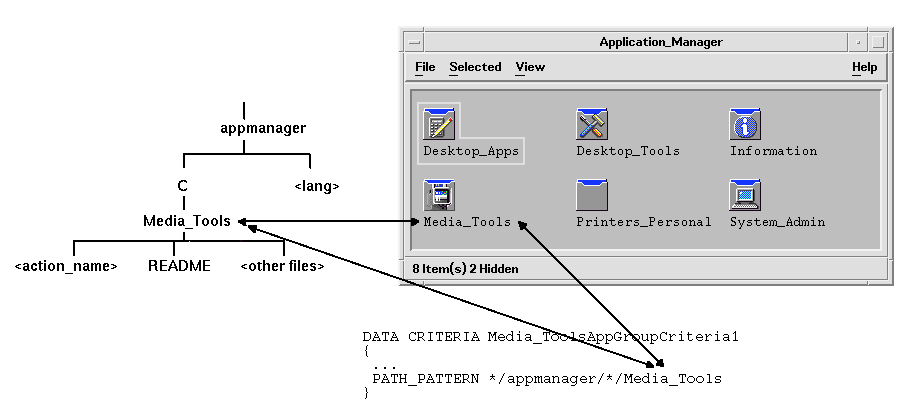 Application_Manager
File Selected View Help
appmanager
C <lang>
Media_Tools
<action_name> README <other files>
Desktop_Apps Desktop_Tools Information
Media_Tools Printers_Personal System_Admin
8 Item(s) 2 Hidden
DATA CRITERIA Media_ToolsAppGroupCriteria1
{
...
PATH_PATTERN */appmanager/*/Media_Tools
}